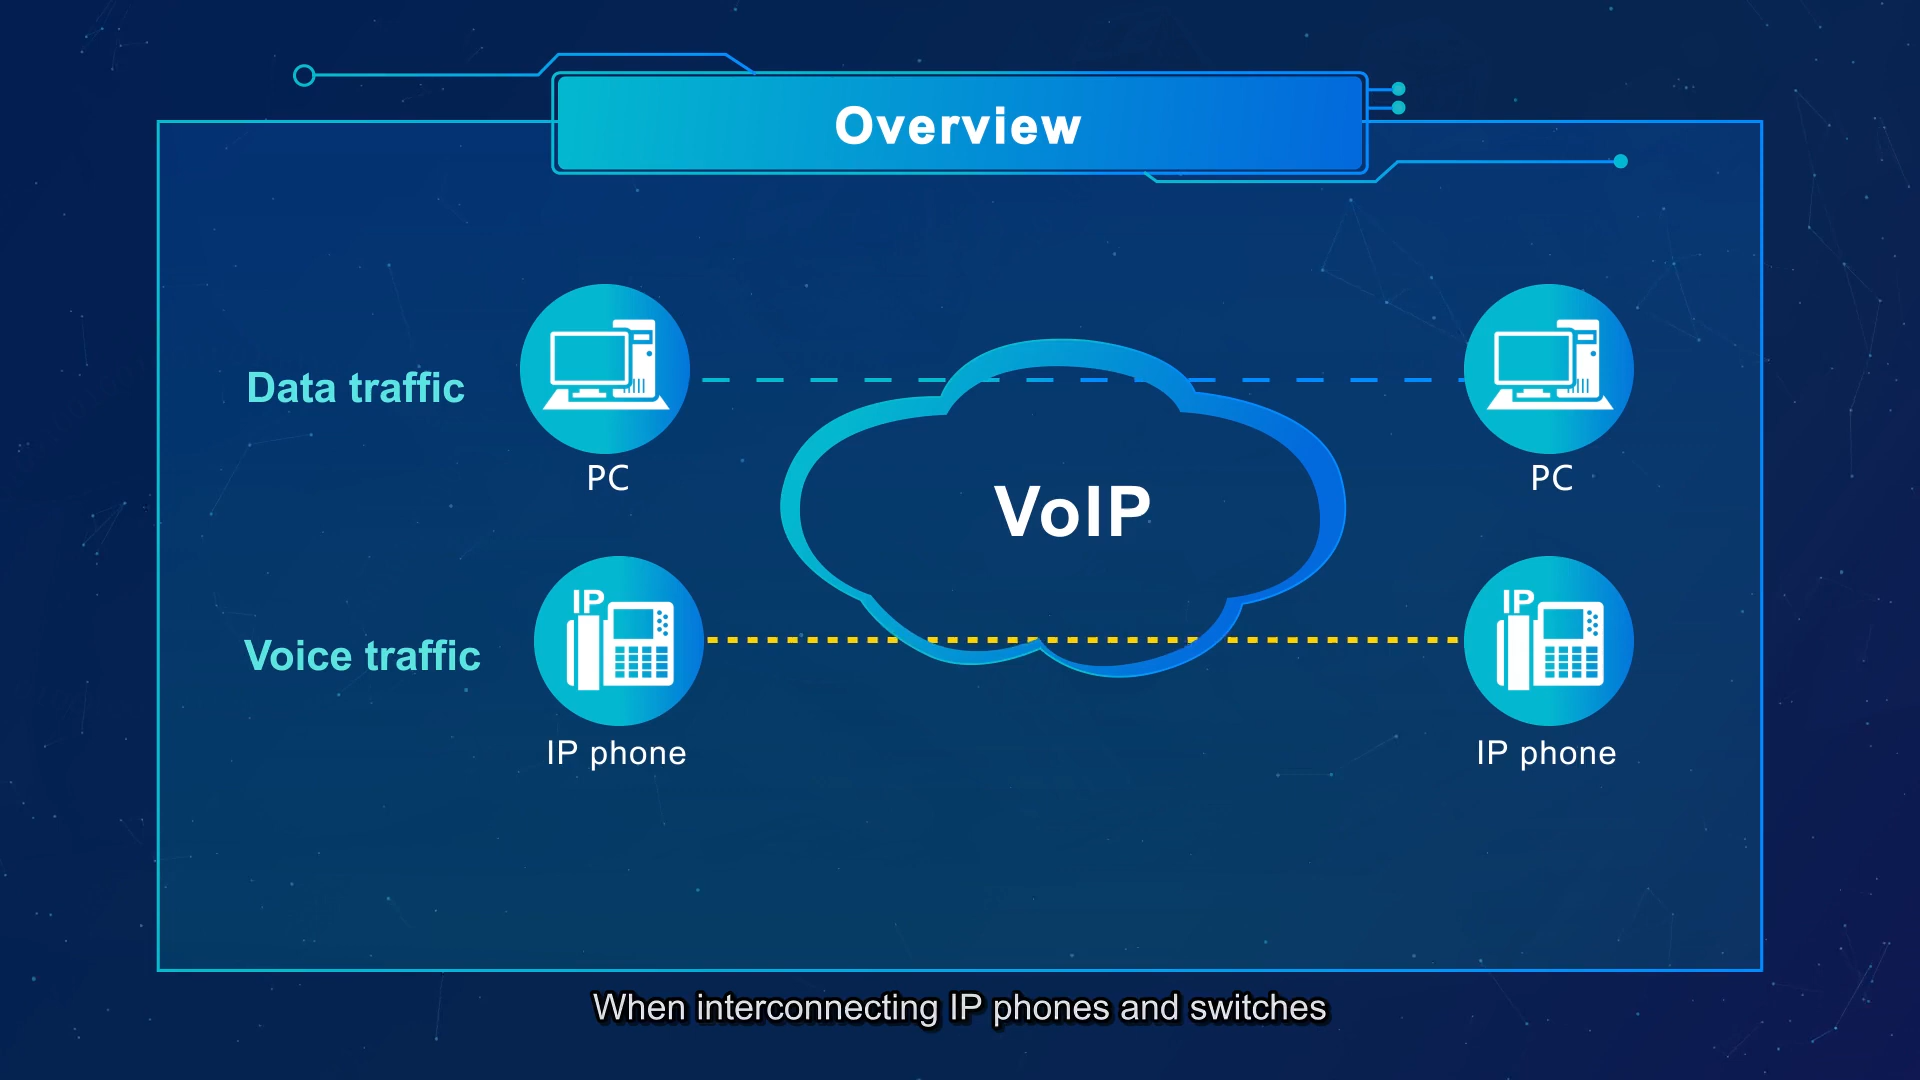 Overview
Data traffic
PC
PC
VoIP
Voice traffic
IP
IP
IP phone
IP phone
When interconnecting IP phones and switches